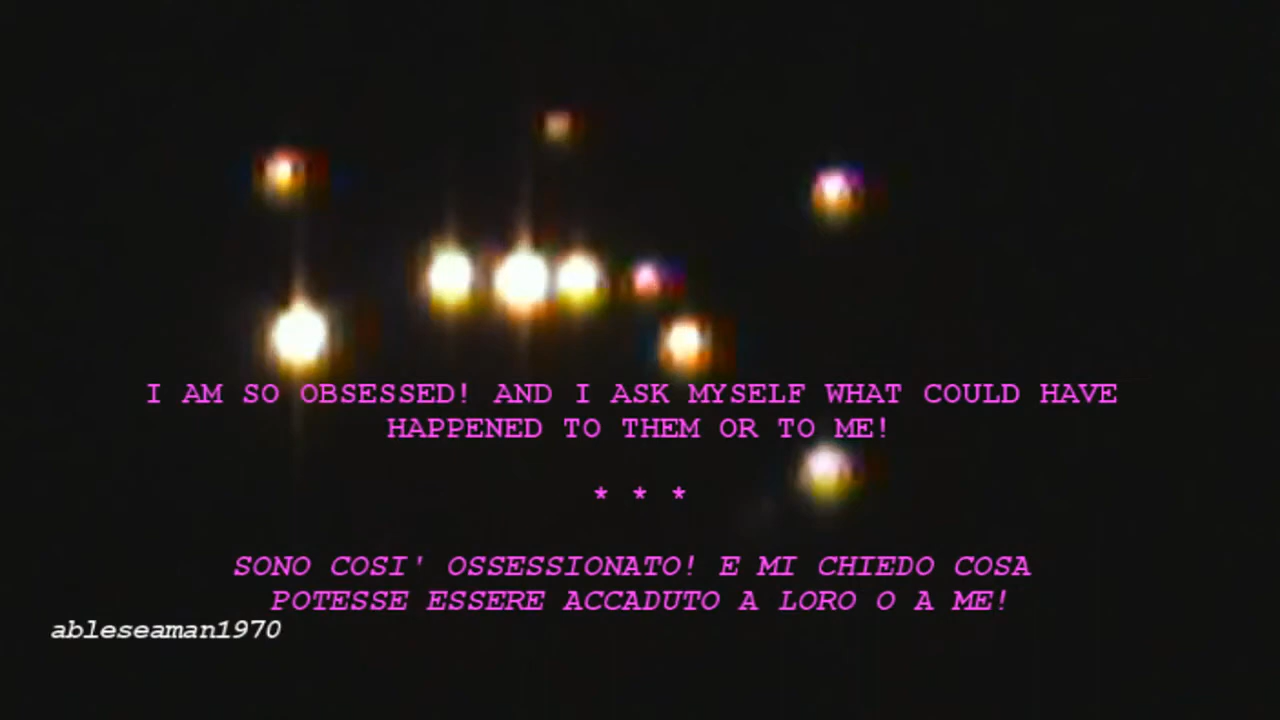 I AM SO OBSESSED! AND I ASK MYSELF WHAT COULD HAVE
HAPPENED TO THEM OR TO ME!
* * *
SONO COSI' OSSESSIONATO! E MI CHIEDO COSA
POTESSE ESSERE ACCADUTO A LORO O A ME!
ableseaman1970